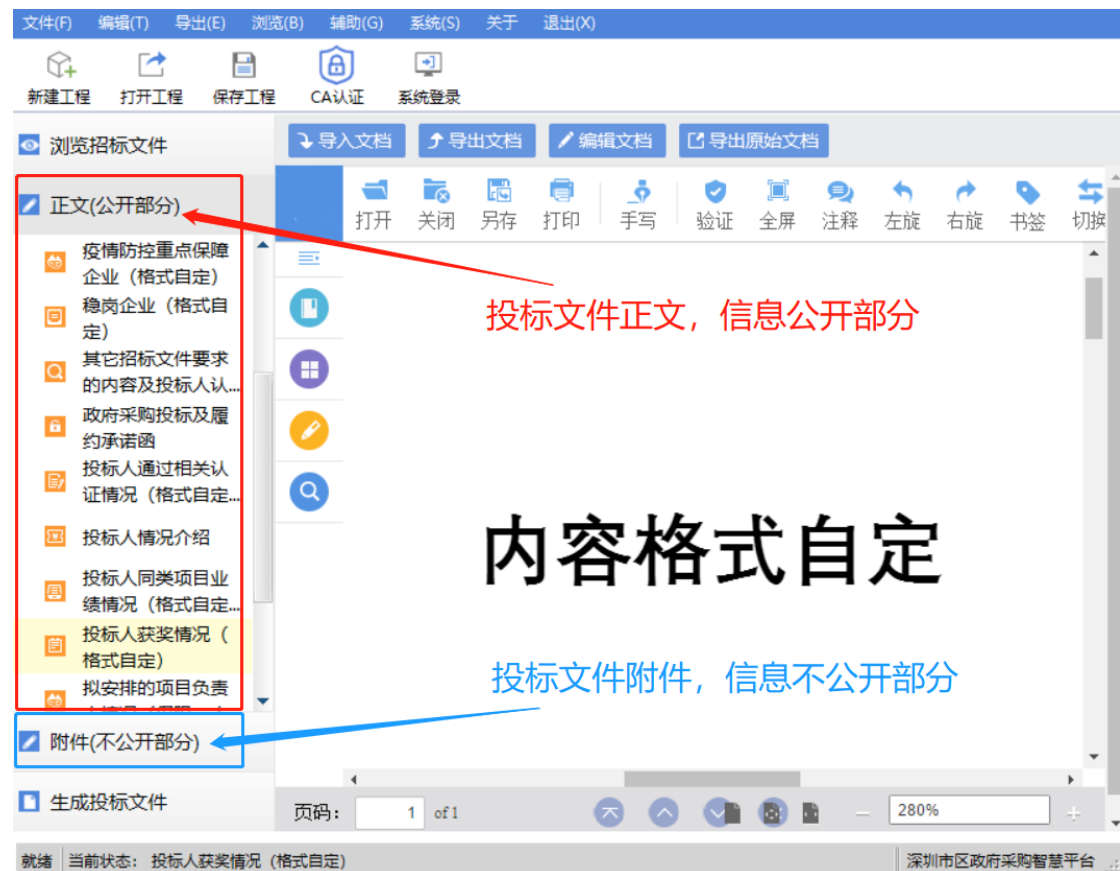 文件(F) 编辑(T) 导出(E) 浏览(B) 辅助(G) 系统(S) 关于 退出(X)
新建工程 打开工程 保存工程 CA认证 系统登录
浏览招标文件
导入文档 导出文档 编辑文档 导出原始文档
正文(公开部分)
打开 关闭 另存 打印 手写 验证 全屏 注释 左旋 右旋 书签 切换
疫情防控重点保障
企业（格式自定）
稳岗企业（格式自
定）
其它招标文件要求
的内容及投标人认...
政府采购投标及履
约承诺函
投标人通过相关认
证情况（格式自定...
投标人情况介绍
投标人同类项目业
绩情况（格式自定...
投标人获奖情况（
格式自定）
拟安排的项目负责
投标文件正文，信息公开部分
内容格式自定
投标文件附件，信息不公开部分
附件(不公开部分)
生成投标文件
页码： 1 of 1 280%
就绪 当前状态： 投标人获奖情况（格式自定） 深圳市区政府采购智慧平台